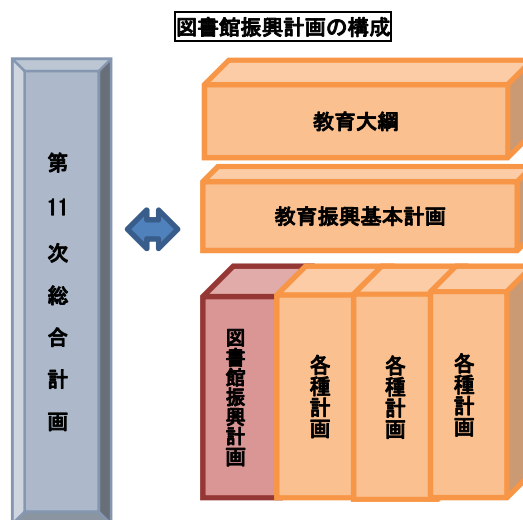 図書館振興計画の構成
第11次総合計画
教育大綱
教育振興基本計画
図書館振興計画
各種計画
各種計画
各種計画